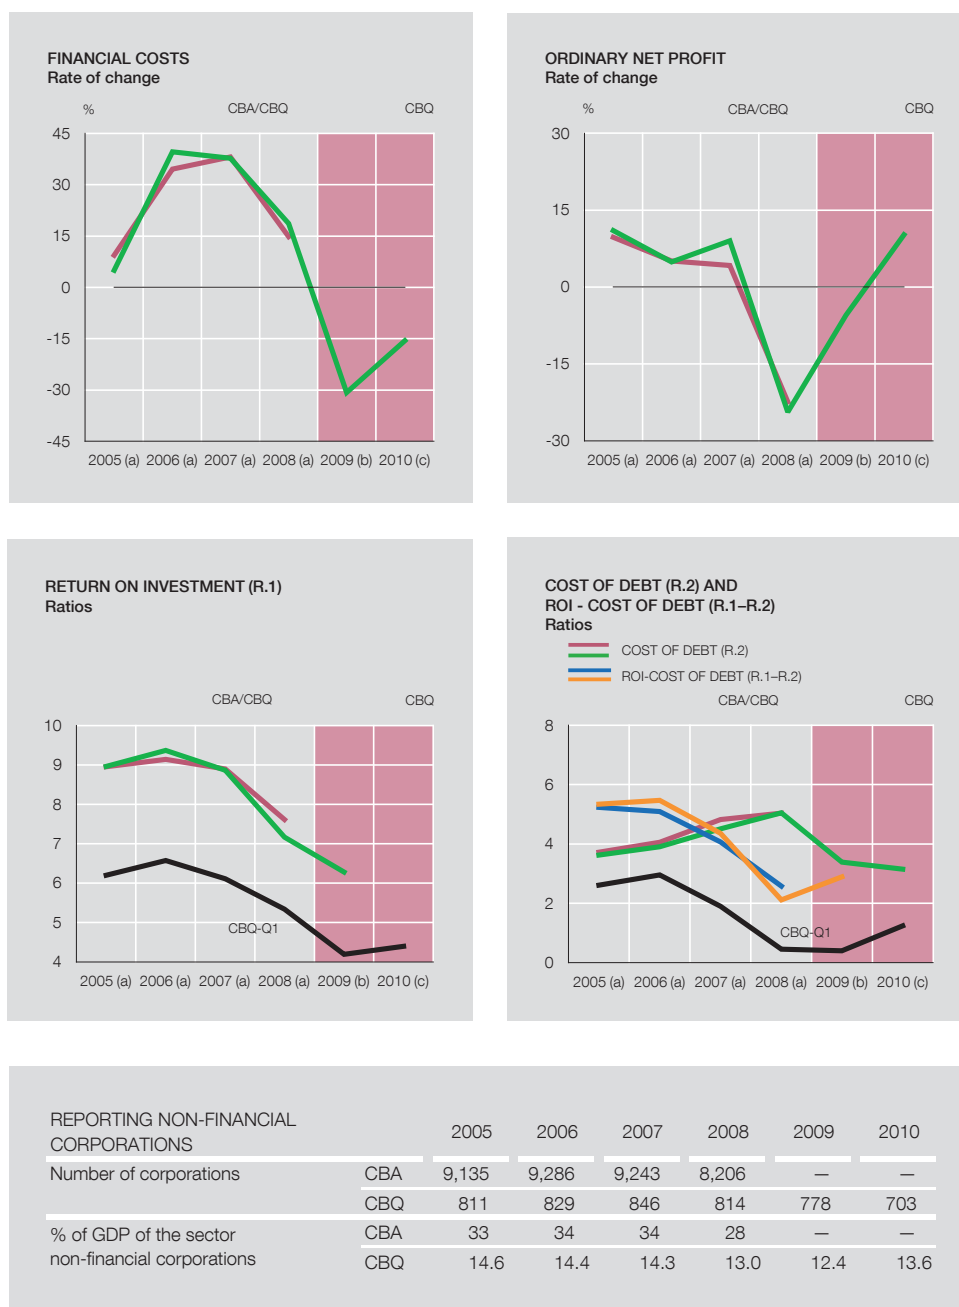 FINANCIAL COSTS
Rate of change
% CBA/CBQ CBQ
45
30
15
0
-15
-30
-45
2005 (a) 2006 (a) 2007 (a) 2008 (a) 2009 (b) 2010 (c)
ORDINARY NET PROFIT
Rate of change
% CBA/CBQ CBQ
30
15
0
-15
-30
2005 (a) 2006 (a) 2007 (a) 2008 (a) 2009 (b) 2010 (c)
RETURN ON INVESTMENT (R.1)
Ratios
CBA/CBQ CBQ
10
9
8
7
6
5
4
CBQ-Q1
2005 (a) 2006 (a) 2007 (a) 2008 (a) 2009 (b) 2010 (c)
COST OF DEBT (R.2) AND
ROI - COST OF DEBT (R.1–R.2)
Ratios
COST OF DEBT (R.2)
ROI-COST OF DEBT (R.1–R.2)
CBA/CBQ CBQ
8
6
4
2
0
CBQ-Q1
2005 (a) 2006 (a) 2007 (a) 2008 (a) 2009 (b) 2010 (c)
REPORTING NON-FINANCIAL
CORPORATIONS
2005 2006 2007 2008 2009 2010
Number of corporations CBA 9,135 9,286 9,243 8,206 — —
CBQ 811 829 846 814 778 703
% of GDP of the sector
non-financial corporations
CBA 33 34 34 28 — —
CBQ 14.6 14.4 14.3 13.0 12.4 13.6